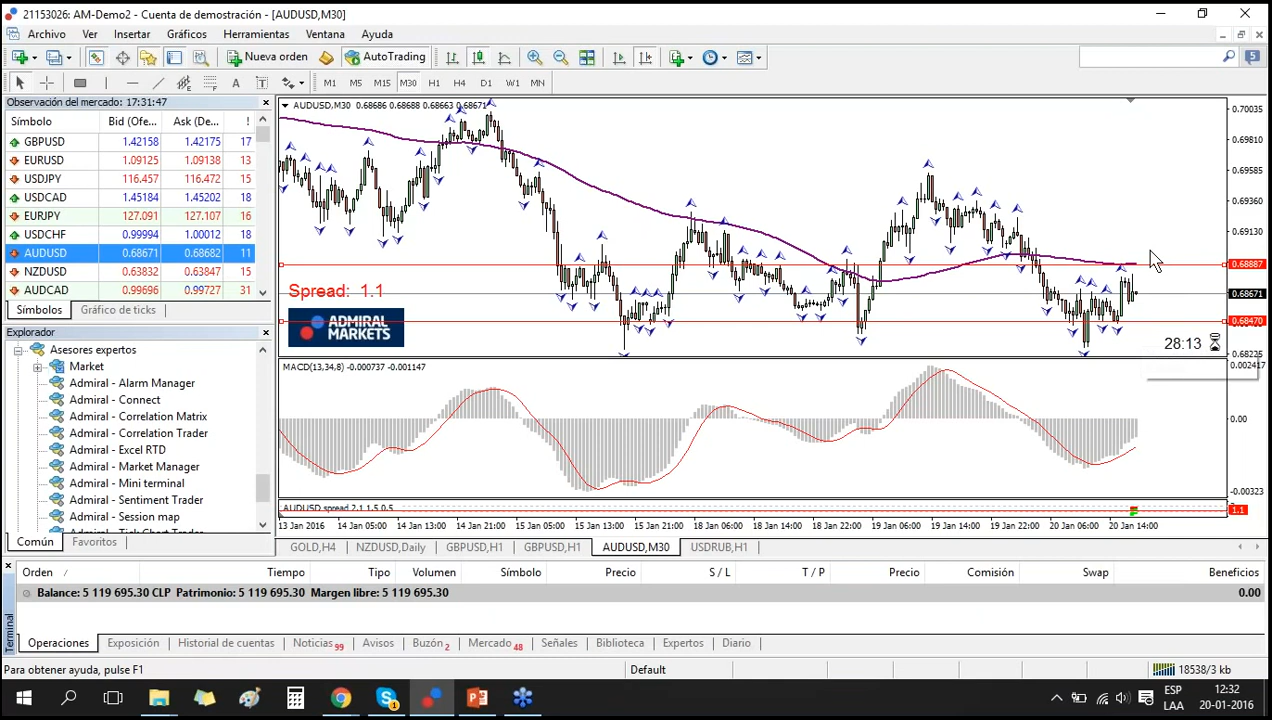 21153026: AM-Demo2 - Cuenta de demostración - [AUDUSD,M30]
Archivo Ver Insertar Gráficos Herramientas Ventana Ayuda
Nueva orden AutoTrading 5
A T M1 M5 M15 M30 H1 H4 D1 W1 MN
Observación del mercado: 17:31:47
Símbolo Bid (Ofe... Ask (De... !
GBPUSD 1.42158 1.42175 17
EURUSD 1.09125 1.09138 13
USDJPY 116.457 116.472 15
USDCAD 1.45184 1.45202 18
EURJPY 127.091 127.107 16
USDCHF 0.99994 1.00012 18
AUDUSD 0.68671 0.68682 11
NZDUSD 0.63832 0.63847 15
AUDCAD 0.99696 0.99727 31
Símbolos Gráfico de ticks
Explorador
Asesores expertos
Market
Admiral - Alarm Manager
Admiral - Connect
Admiral - Correlation Matrix
Admiral - Correlation Trader
Admiral - Excel RTD
Admiral - Market Manager
Admiral - Mini terminal
Admiral - Sentiment Trader
Admiral - Session map
Común Favoritos
AUDUSD,M30 0.68686 0.68688 0.68663 0.68671
Spread: 1.1
ADMIRAL
MARKETS
28:13
0.70035
0.69810
0.69585
0.69360
0.69130
0.68887
0.68671
0.68470
0.68225
MACD(13,34,8) -0.000737 -0.001147
0.002417
0.00
-0.00323
AUDUSD spread 2.1 1.5 0.5
1.1
13 Jan 2016 14 Jan 05:00 14 Jan 13:00 14 Jan 21:00 15 Jan 05:00 15 Jan 13:00 15 Jan 21:00 18 Jan 06:00 18 Jan 14:00 18 Jan 22:00 19 Jan 06:00 19 Jan 14:00 19 Jan 22:00 20 Jan 06:00 20 Jan 14:00
GOLD,H4 NZDUSD,Daily GBPUSD,H1 GBPUSD,H1 AUDUSD,M30 USDRUB,H1
Orden / Tiempo Tipo Volumen Símbolo Precio S / L T / P Precio Comisión Swap Beneficios
Balance: 5 119 695.30 CLP Patrimonio: 5 119 695.30 Margen libre: 5 119 695.30 0.00
Terminal
Operaciones Exposición Historial de cuentas Noticias 99 Avisos Buzón 2 Mercado 48 Señales Biblioteca Expertos Diario
Para obtener ayuda, pulse F1 Default 18538/3 kb
ESP 12:32
LAA 20-01-2016